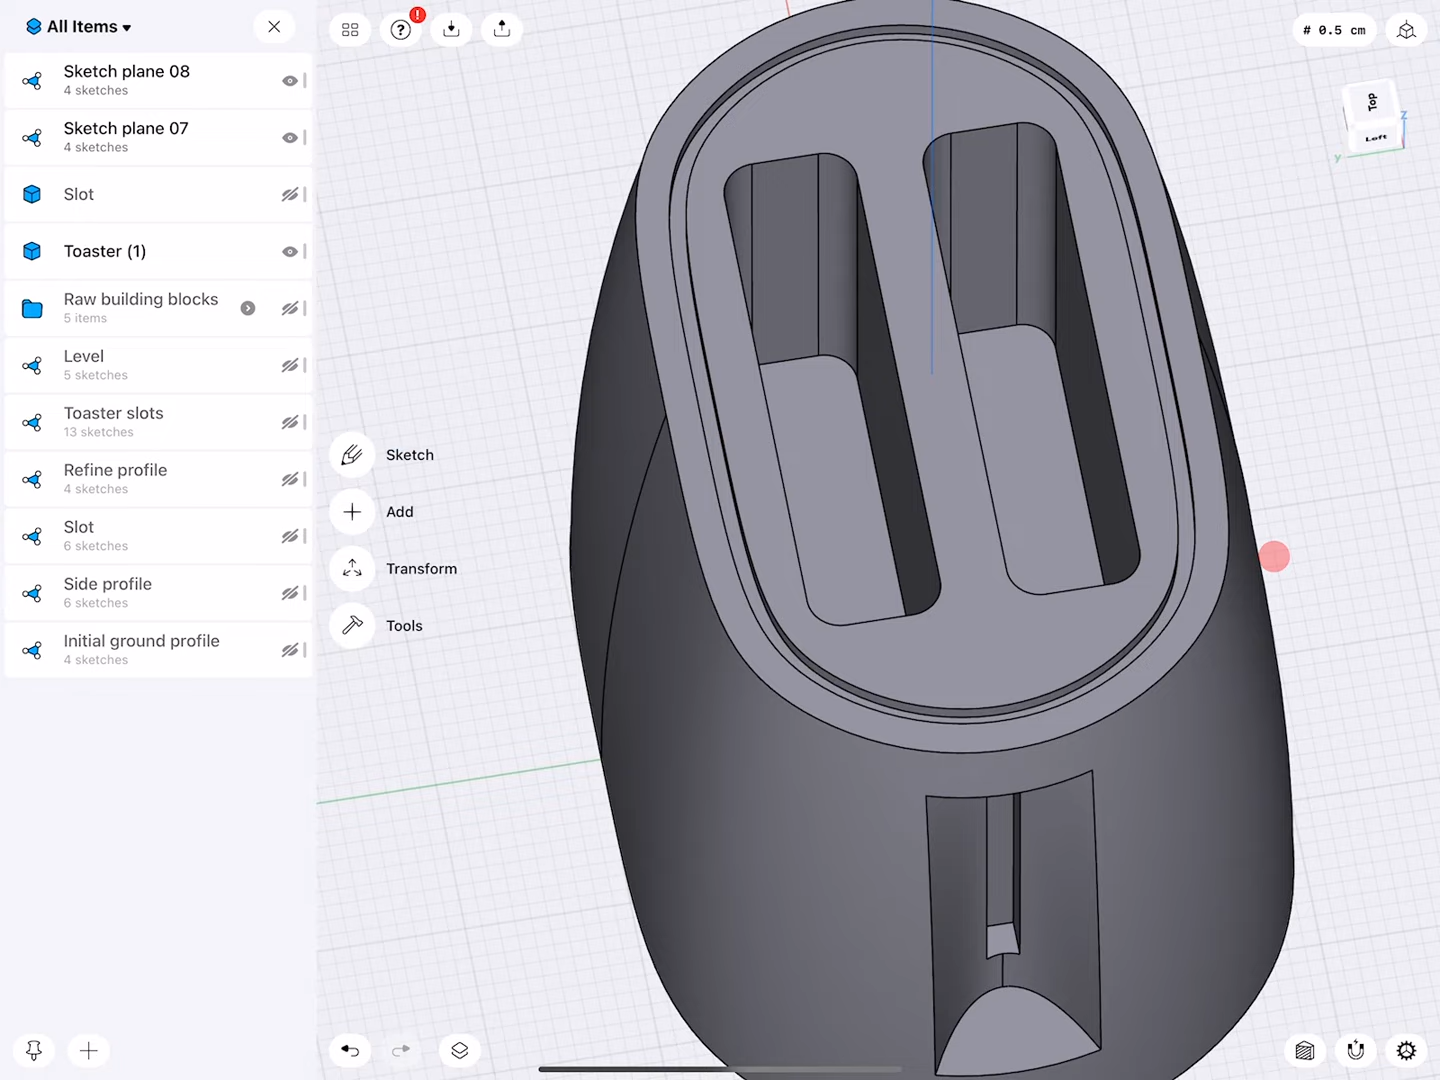 All Items
Sketch plane 08
4 sketches
Sketch plane 07
4 sketches
Slot
Toaster (1)
Raw building blocks
5 items
Level
5 sketches
Toaster slots
13 sketches
Refine profile
4 sketches
Slot
6 sketches
Side profile
6 sketches
Initial ground profile
4 sketches
?
!
Sketch
Add
Transform
Tools
# 0.5 cm
Top
Left
Z
Y